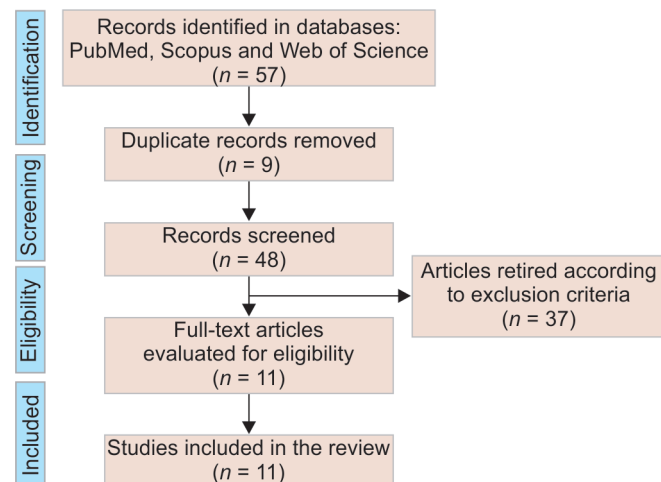 Identification
Records identified in databases:
PubMed, Scopus and Web of Science
(n = 57)
Duplicate records removed
(n = 9)
Screening
Records screened
(n = 48)
Articles retired according
to exclusion criteria
(n = 37)
Eligibility
Full-text articles
evaluated for eligibility
(n = 11)
Included
Studies included in the review
(n = 11)